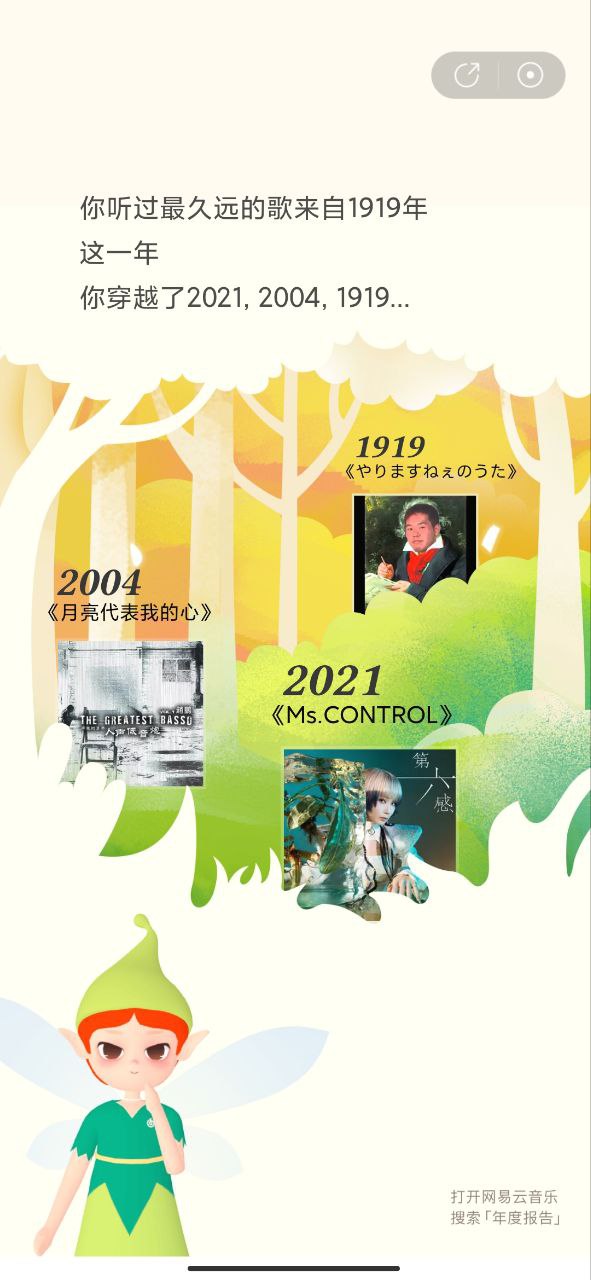 你听过最久远的歌来自1919年
这一年
你穿越了2021, 2004, 1919...
1919
《やりますねぇのうた》
2004
《月亮代表我的心》
THE GREATEST BASSO
人声低音炮
2021
《Ms.CONTROL》
第
六
感
打开网易云音乐
搜索「年度报告」